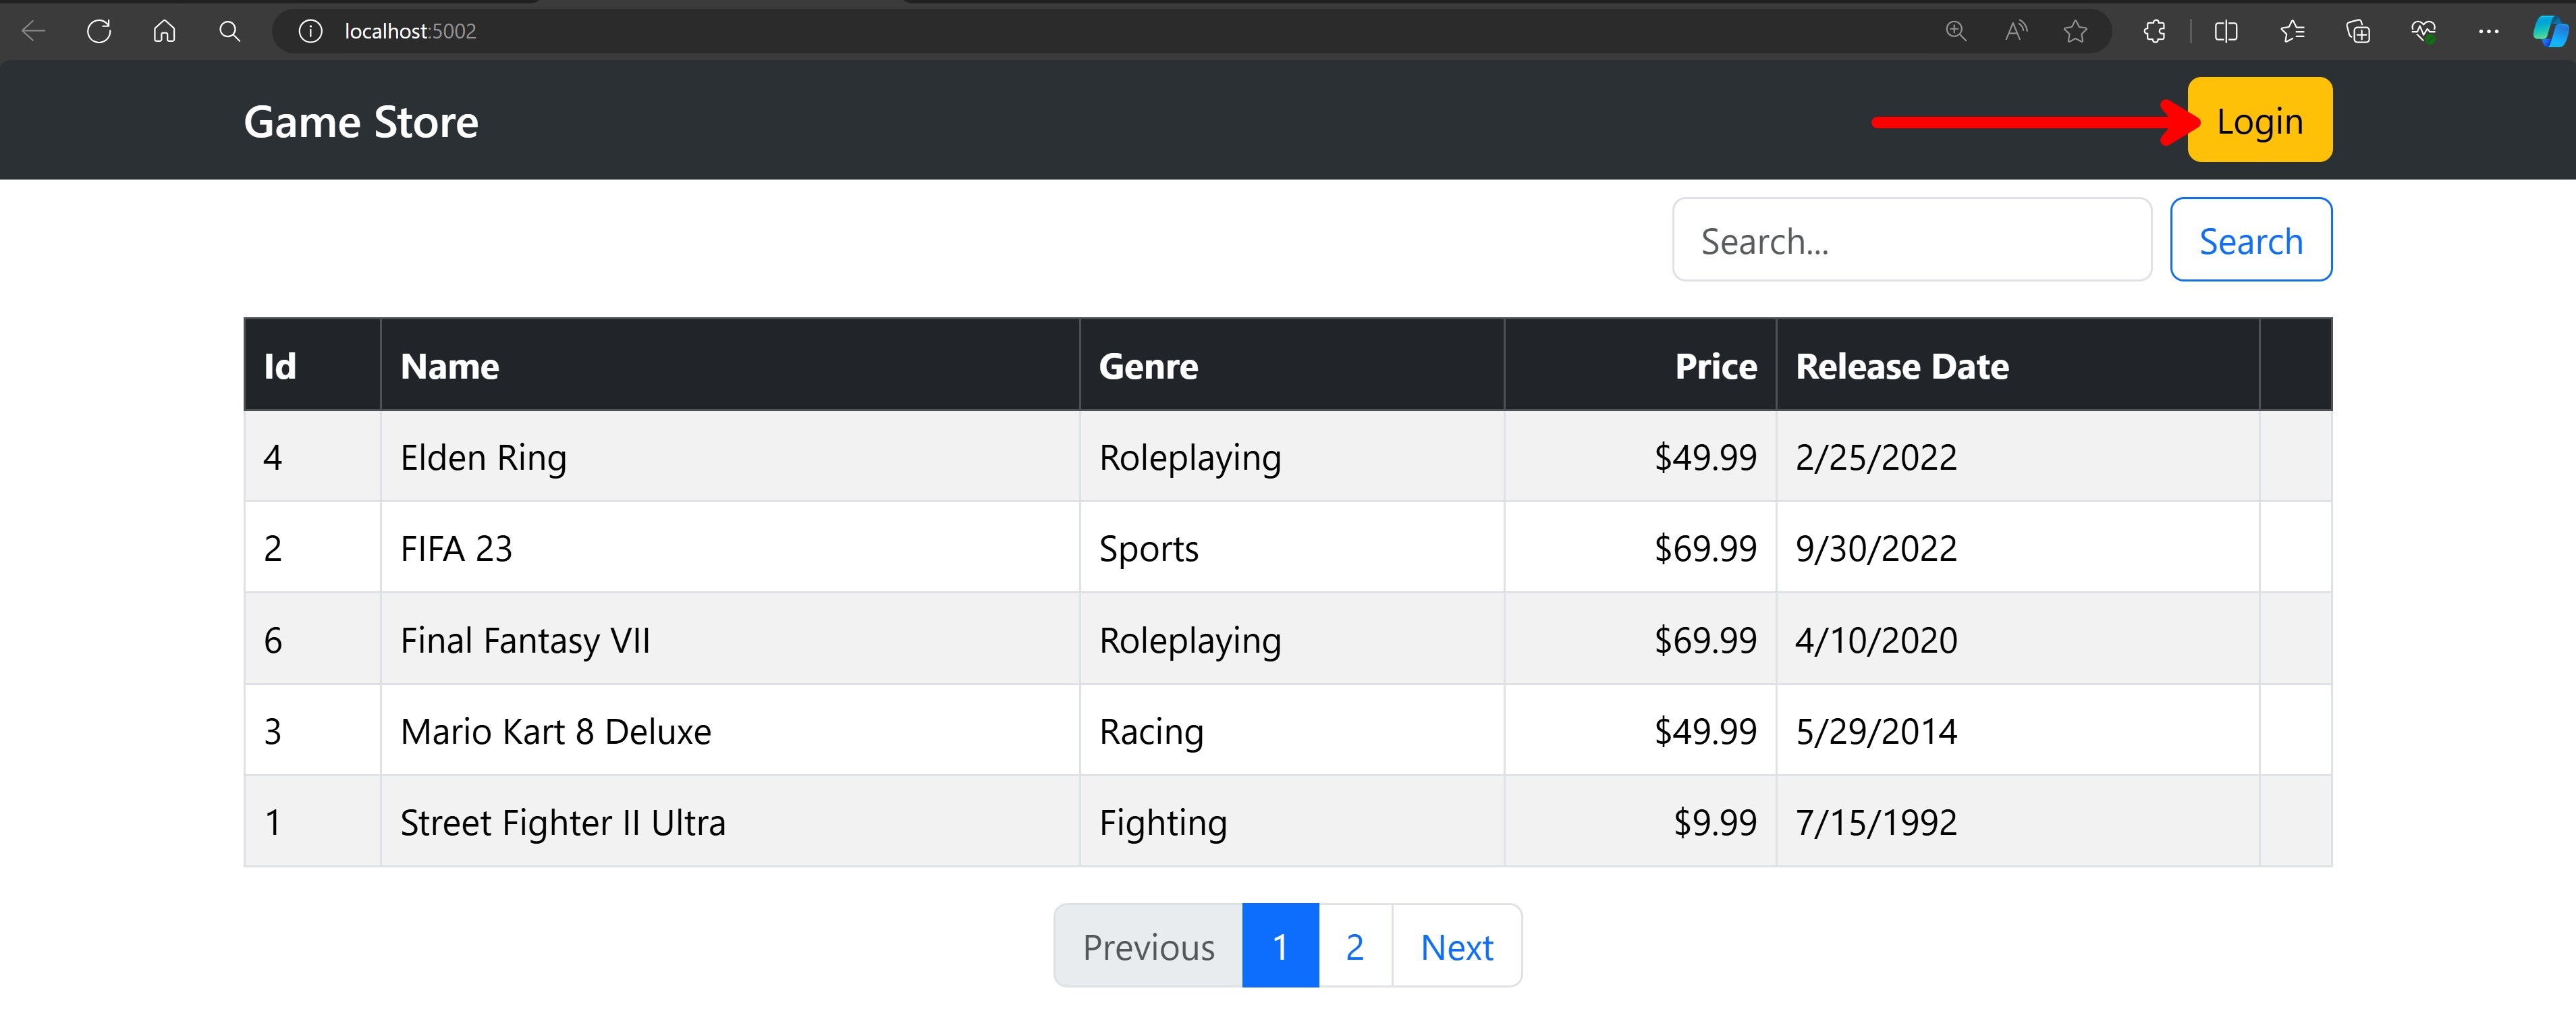 localhost:5002
Game Store Login
Search... Search
Id Name Genre Price Release Date
4 Elden Ring Roleplaying $49.99 2/25/2022
2 FIFA 23 Sports $69.99 9/30/2022
6 Final Fantasy VII Roleplaying $69.99 4/10/2020
3 Mario Kart 8 Deluxe Racing $49.99 5/29/2014
1 Street Fighter II Ultra Fighting $9.99 7/15/1992
Previous 1 2 Next